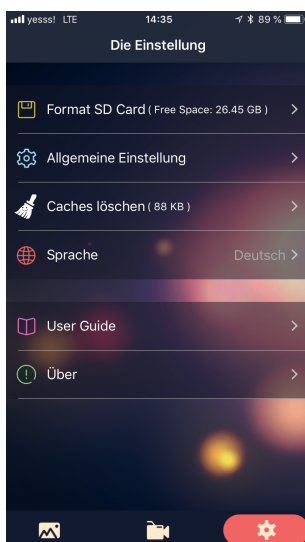 yesss! LTE 14:35 89 %
Die Einstellung
Format SD Card ( Free Space: 26.45 GB )
Allgemeine Einstellung
Caches löschen ( 88 KB )
Sprache Deutsch
User Guide
Über